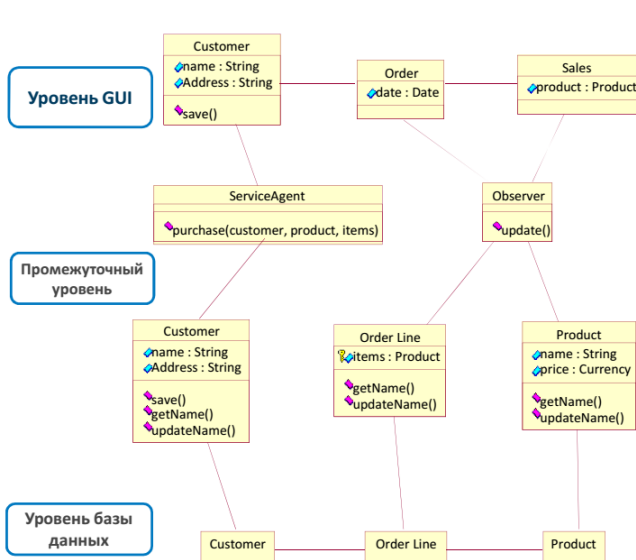 Уровень GUI
Customer
name : String
Address : String
save()
Order
date : Date
Sales
product : Product
ServiceAgent
purchase(customer, product, items)
Observer
update()
Промежуточный
уровень
Customer
name : String
Address : String
save()
getName()
updateName()
Order Line
items : Product
getName()
updateName()
Product
name : String
price : Currency
getName()
updateName()
Уровень базы
данных
Customer
Order Line
Product